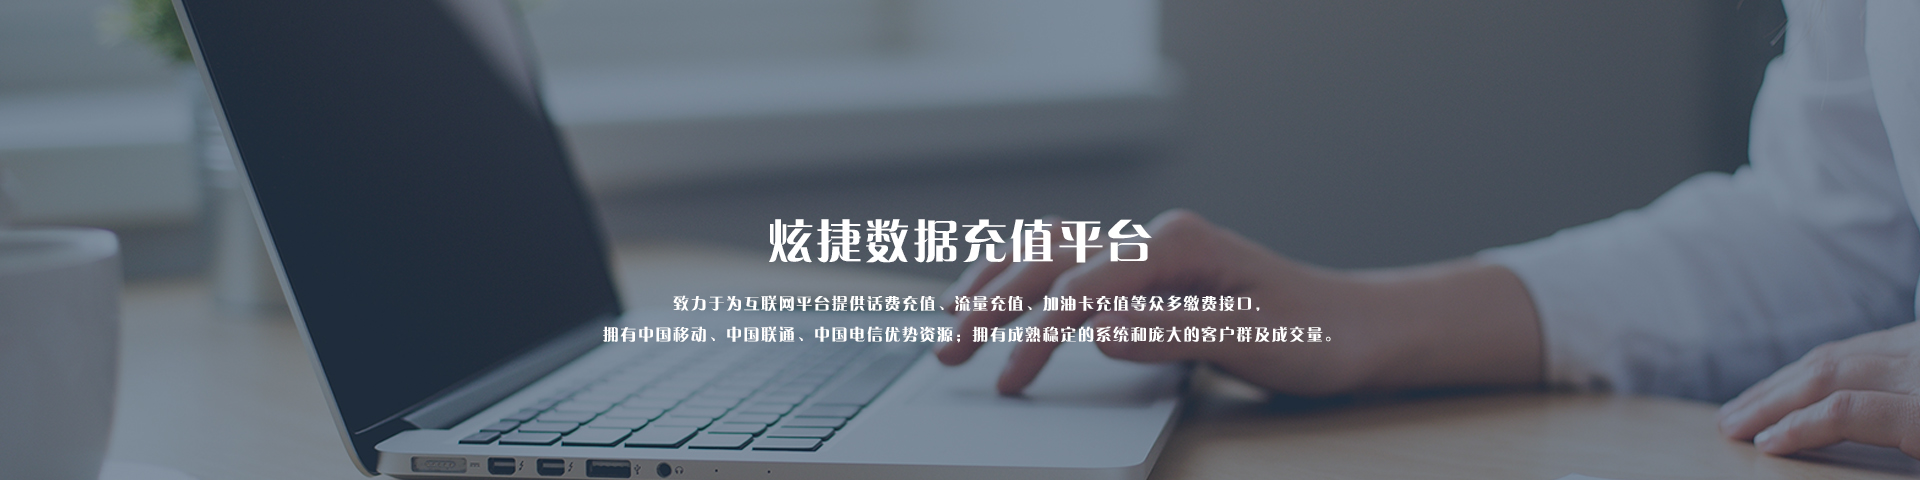 炫捷数据充值平台
致力于为互联网平台提供话费充值、流量充值、加油卡充值等众多缴费接口，
拥有中国移动、中国联通、中国电信优势资源；拥有成熟稳定的系统和庞大的客户群及成交量。